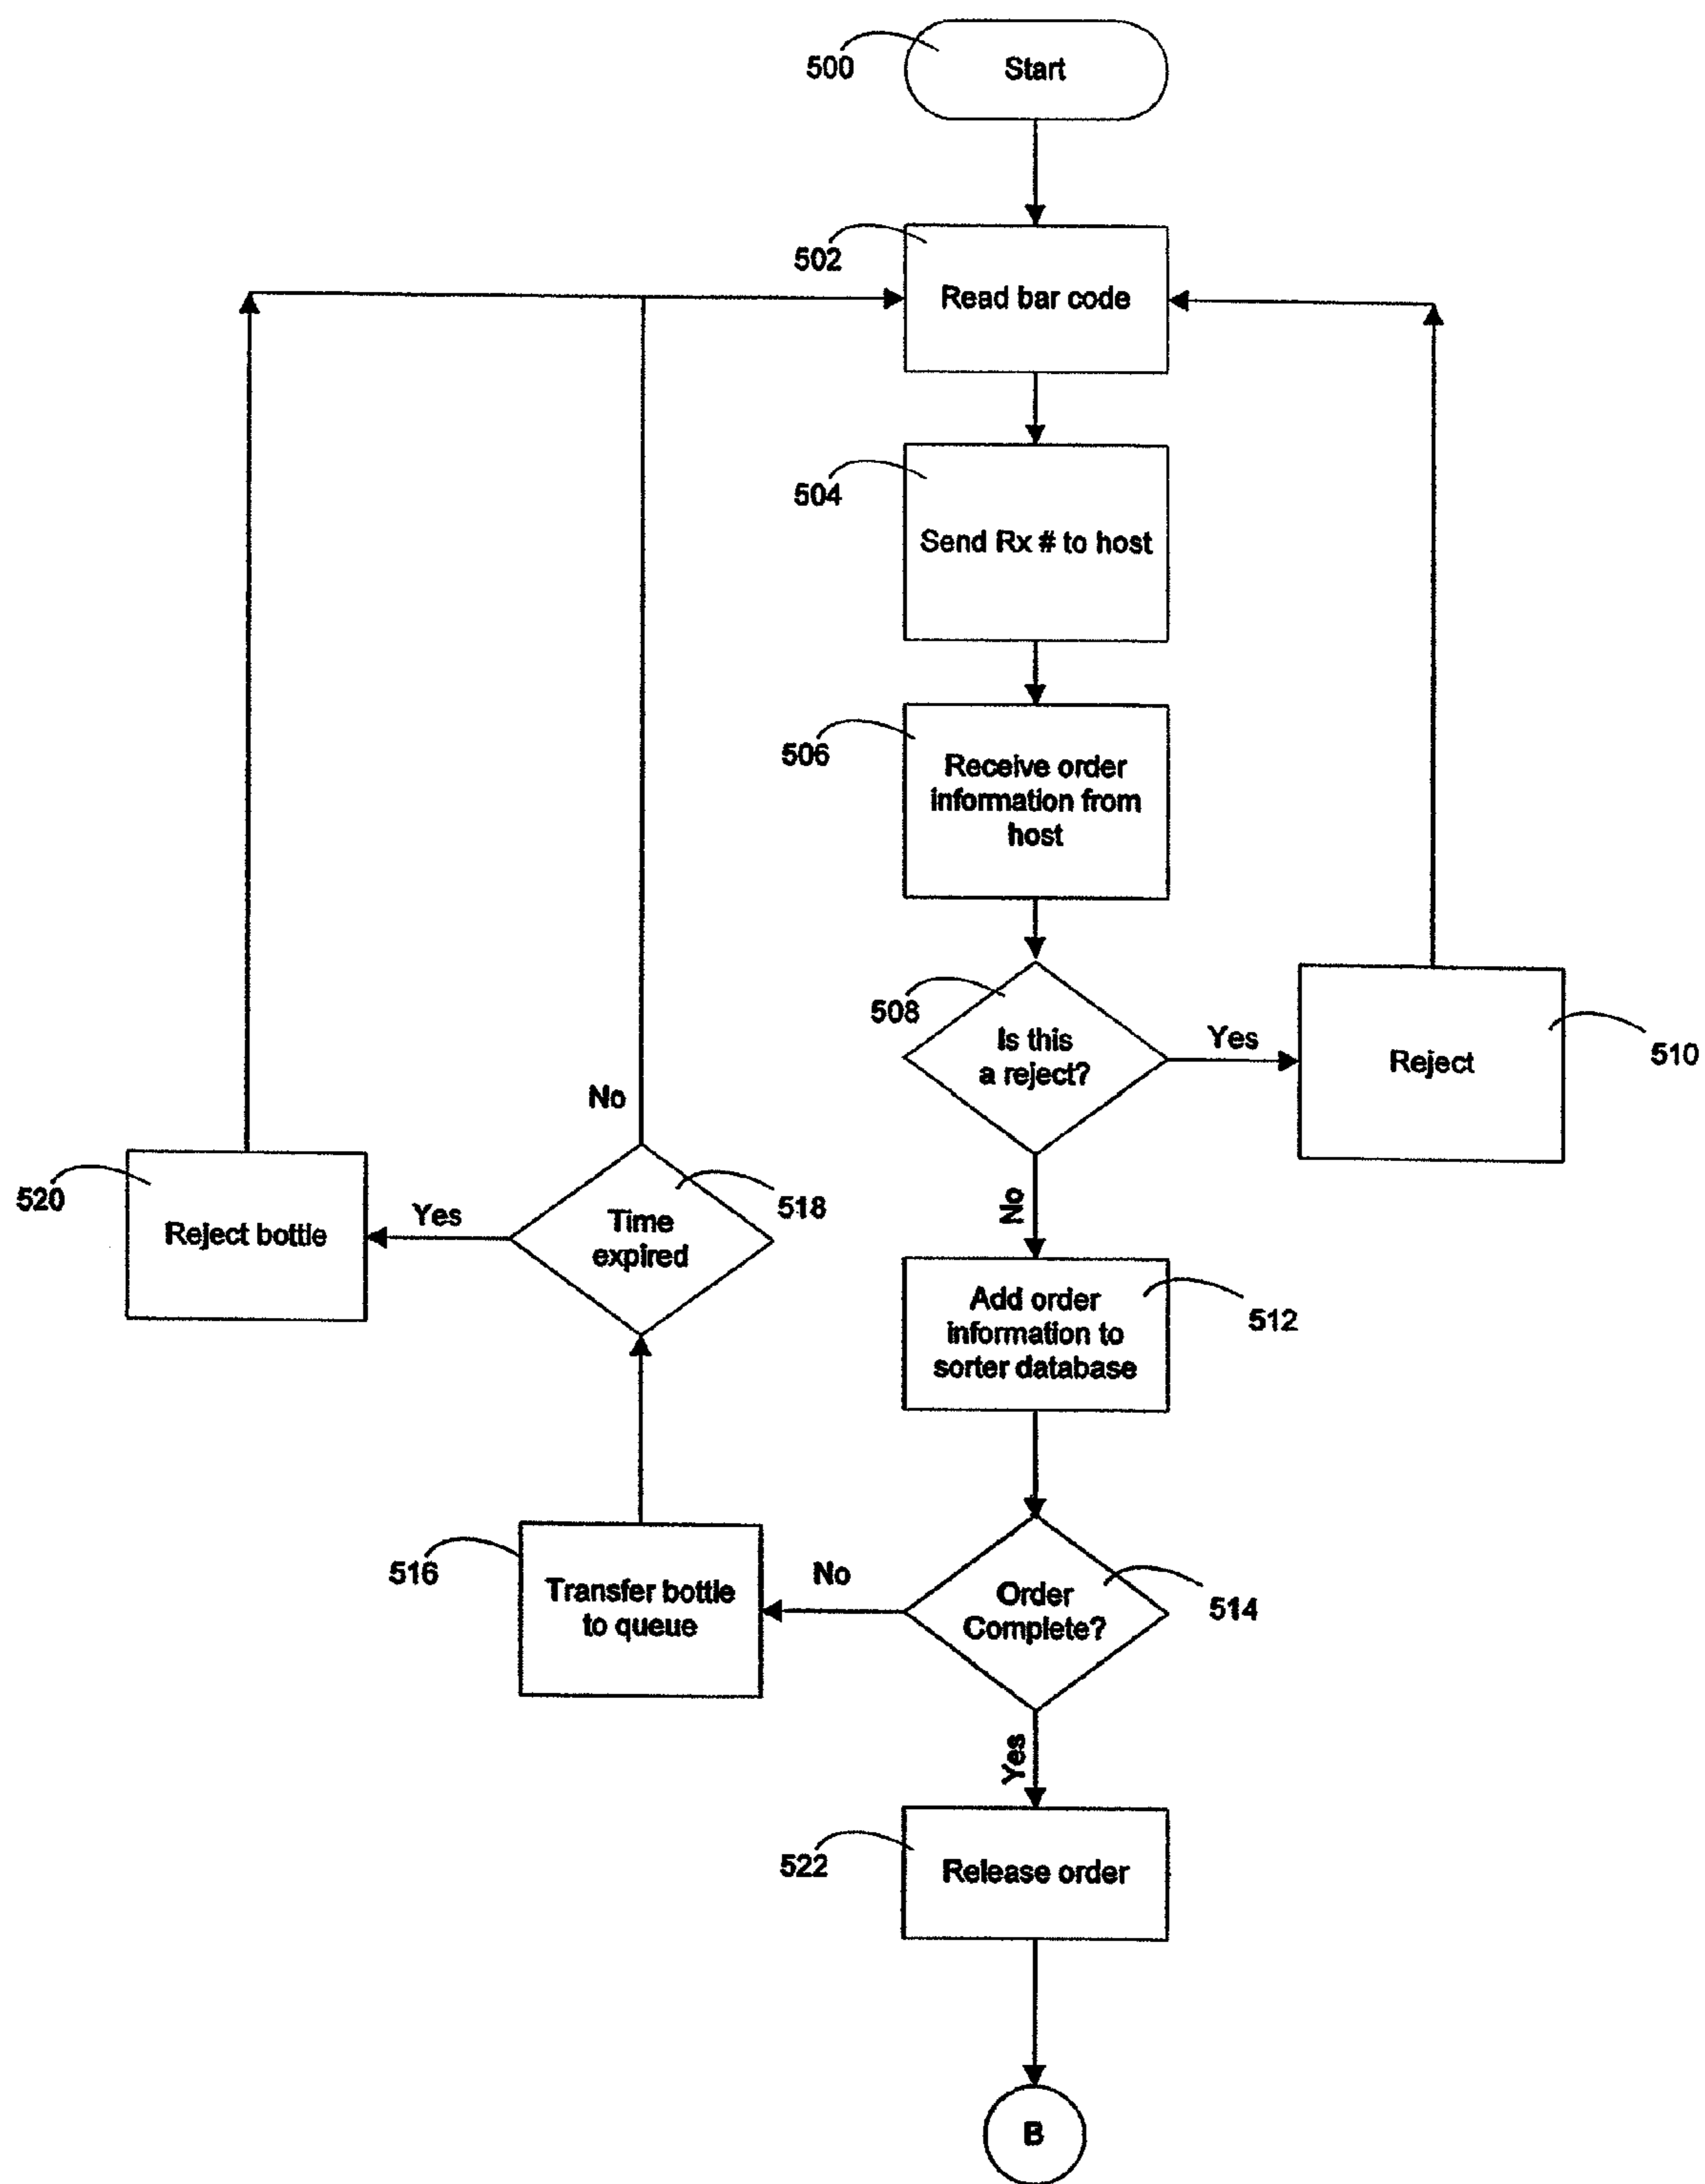 500
Start
502
Read bar code
504
Send Rx # to host
506
Receive order
information from
host
508
Is this
a reject?
Yes
Reject
510
No
No
520
Reject bottle
Yes
Time
expired
518
Add order
information to
sorter database
512
516
Transfer bottle
to queue
No
Order
Complete?
514
Yes
522
Release order
B